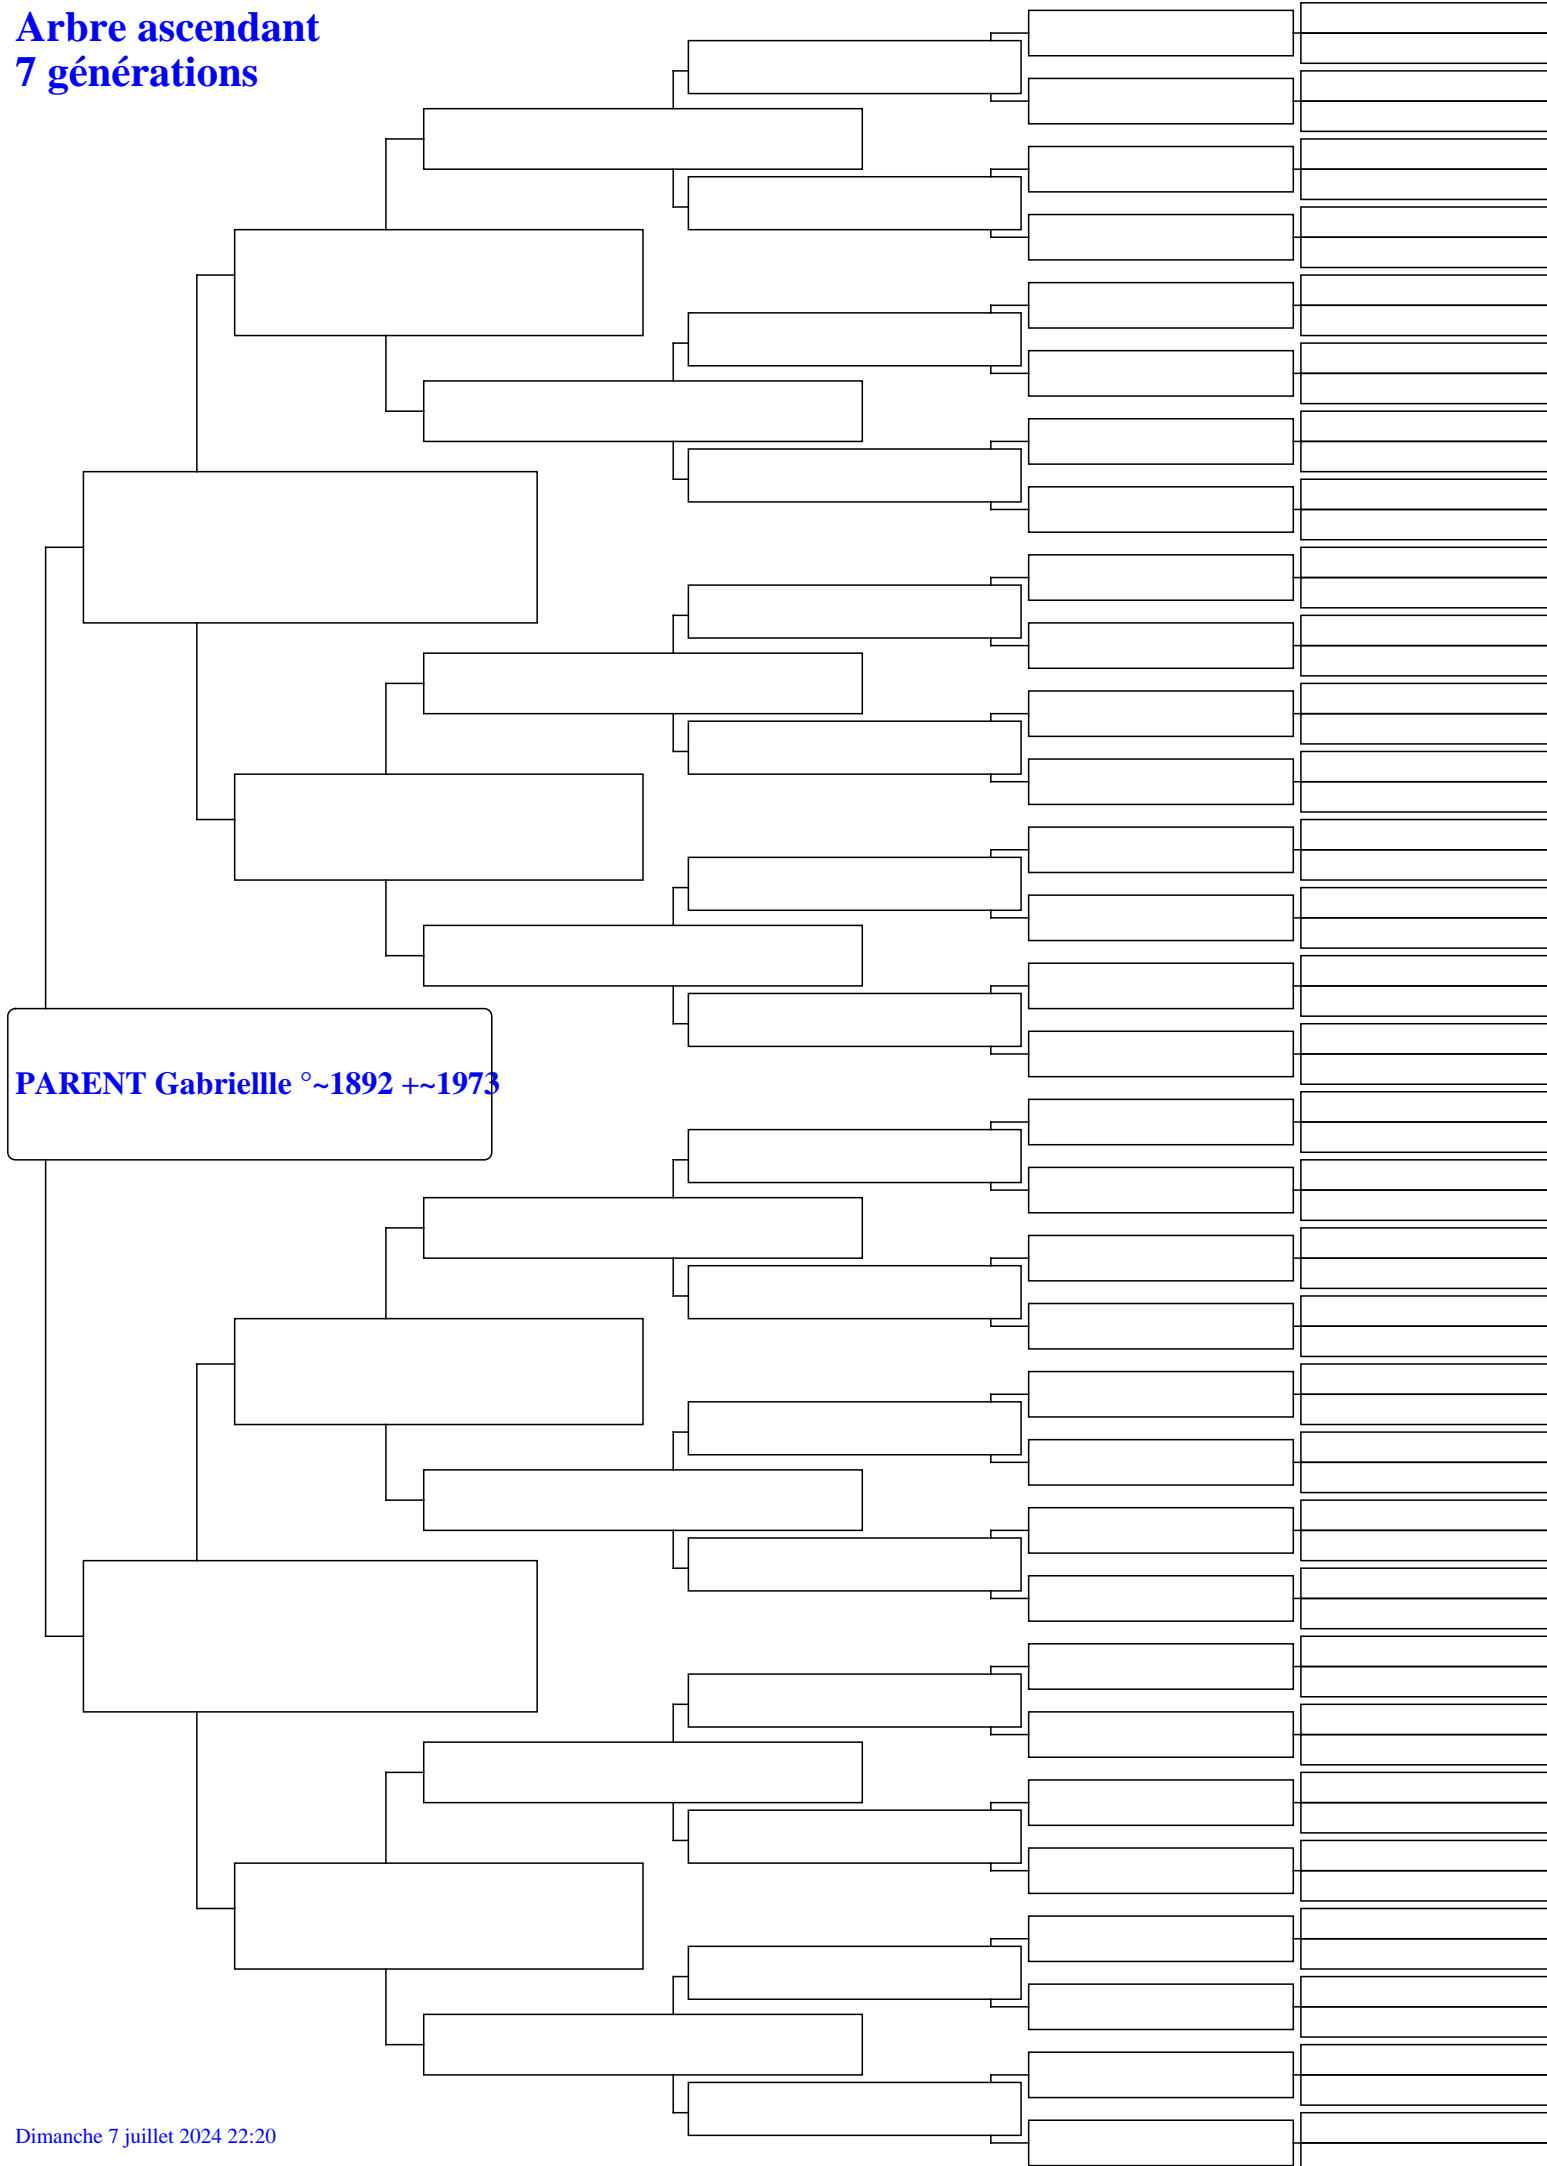 Arbre ascendant
7 générations
PARENT Gabriellle °~1892 +~1973
Dimanche 7 juillet 2024 22:20